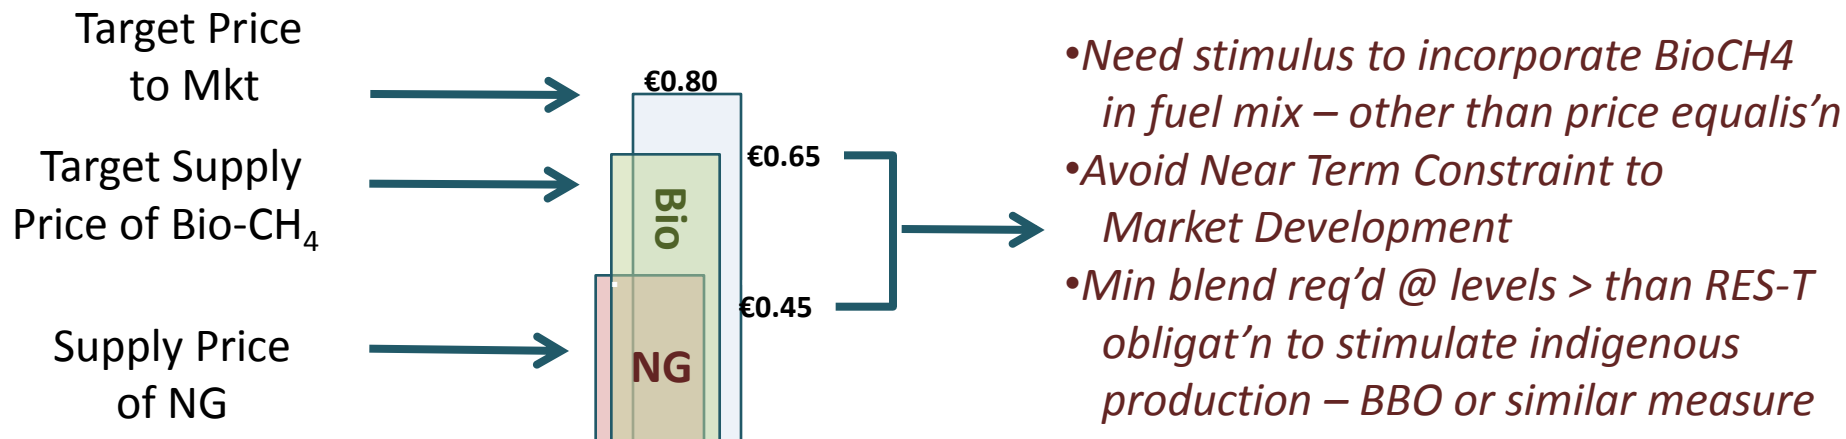 Target Price
to Mkt
Target Supply
Price of Bio-CH₄
Supply Price
of NG
€0.80
€0.65
Bio
€0.45
NG
•Need stimulus to incorporate BioCH4
in fuel mix – other than price equalis'n
•Avoid Near Term Constraint to
Market Development
•Min blend req'd @ levels > than RES-T
obligat'n to stimulate indigenous
production – BBO or similar measure